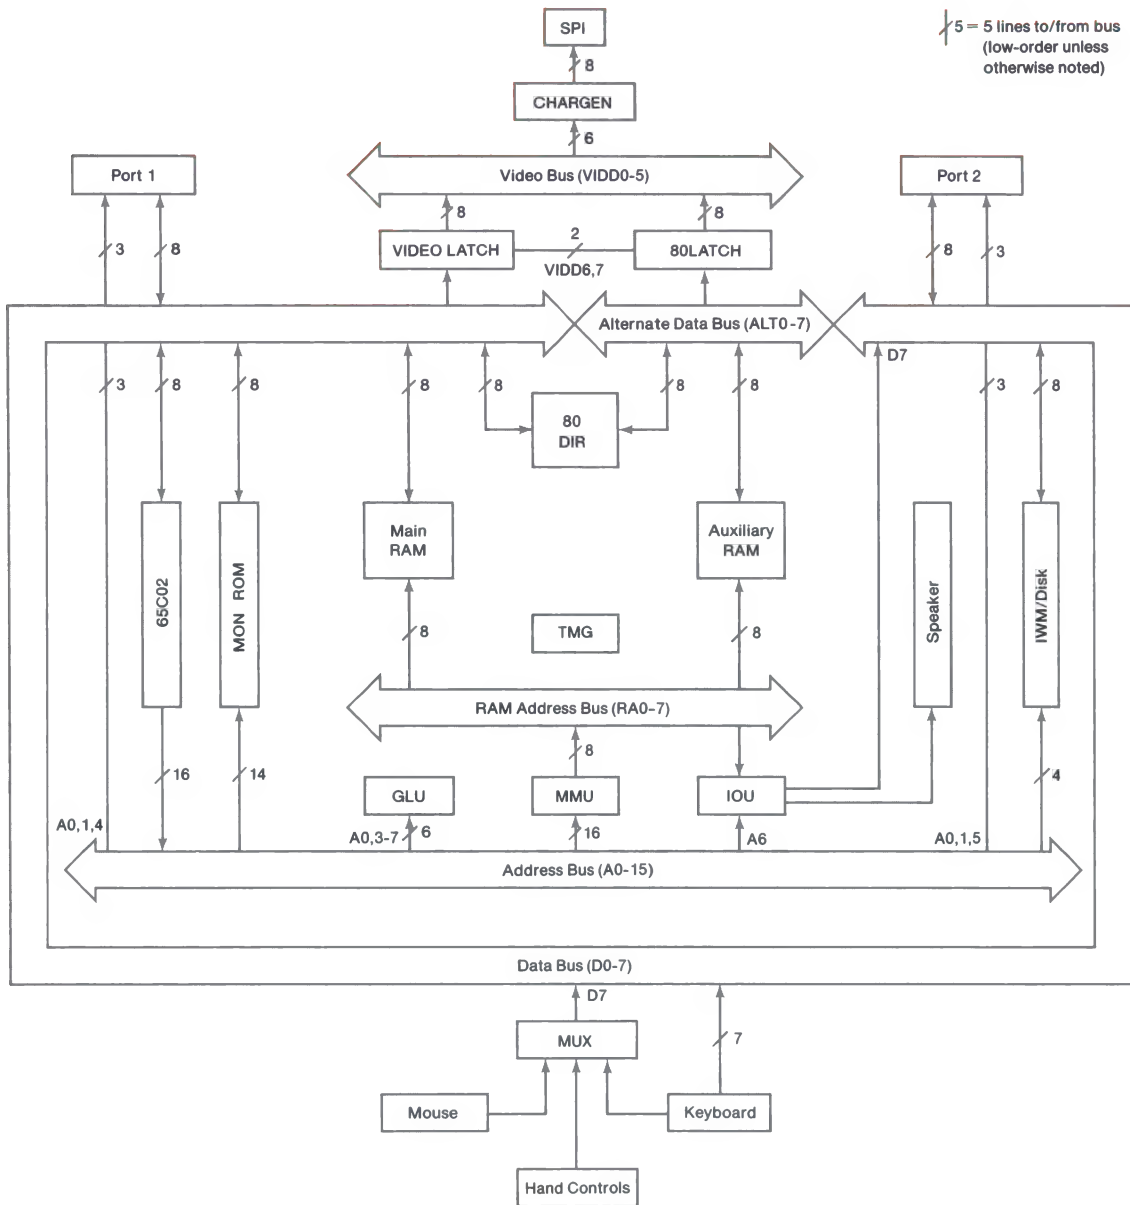 SPI
5 = 5 lines to/from bus
(low-order unless
otherwise noted)
8
CHARGEN
6
Port 1
Video Bus (VIDD0-5)
Port 2
8
8
3
8
VIDEO LATCH
2
VIDD6,7
80LATCH
8
3
Alternate Data Bus (ALT0-7)
D7
3
8
8
8
8
8
8
3
8
80
DIR
65C02
MON ROM
Main
RAM
Auxiliary
RAM
Speaker
IWM/Disk
8
TMG
8
RAM Address Bus (RA0-7)
16
14
8
4
GLU
MMU
IOU
A0,1,4
A0,3-7
6
16
A6
A0,1,5
Address Bus (A0-15)
Data Bus (D0-7)
D7
MUX
7
Mouse
Keyboard
Hand Controls